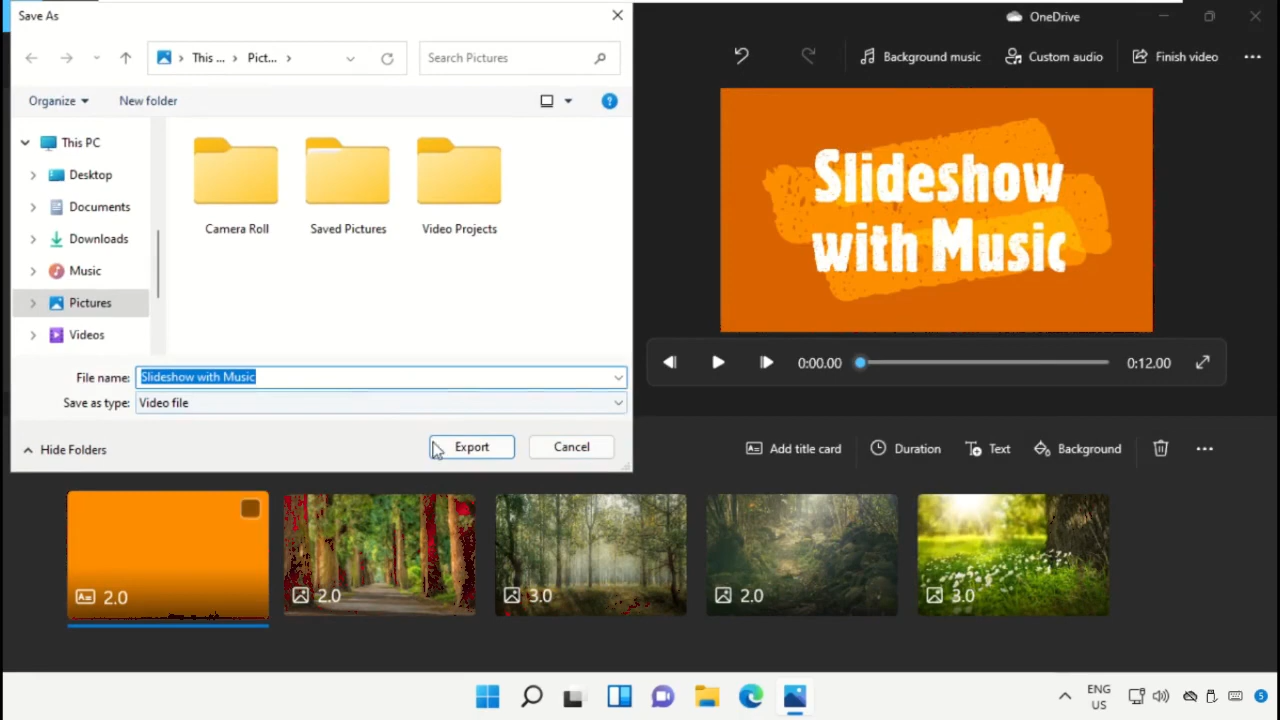 Save As
OneDrive
This ... > Pict... >
Search Pictures
Background music
Custom audio
Finish video
Organize
New folder
This PC
Desktop
Documents
Downloads
Music
Pictures
Videos
Camera Roll
Saved Pictures
Video Projects
Slideshow
with Music
0:00.00
0:12.00
File name: Slideshow with Music
Save as type: Video file
Hide Folders
Export
Cancel
Add title card
Duration
Text
Background
2.0
2.0
3.0
2.0
3.0
ENG
US
5